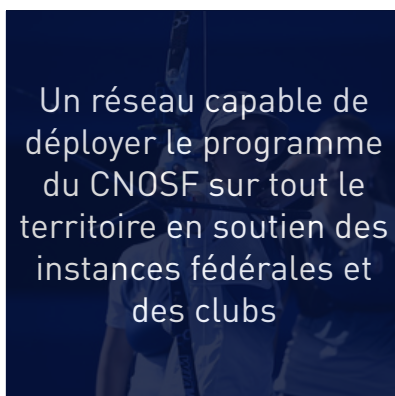 Un réseau capable de
déployer le programme
du CNOSF sur tout le
territoire en soutien des
instances fédérales et
des clubs